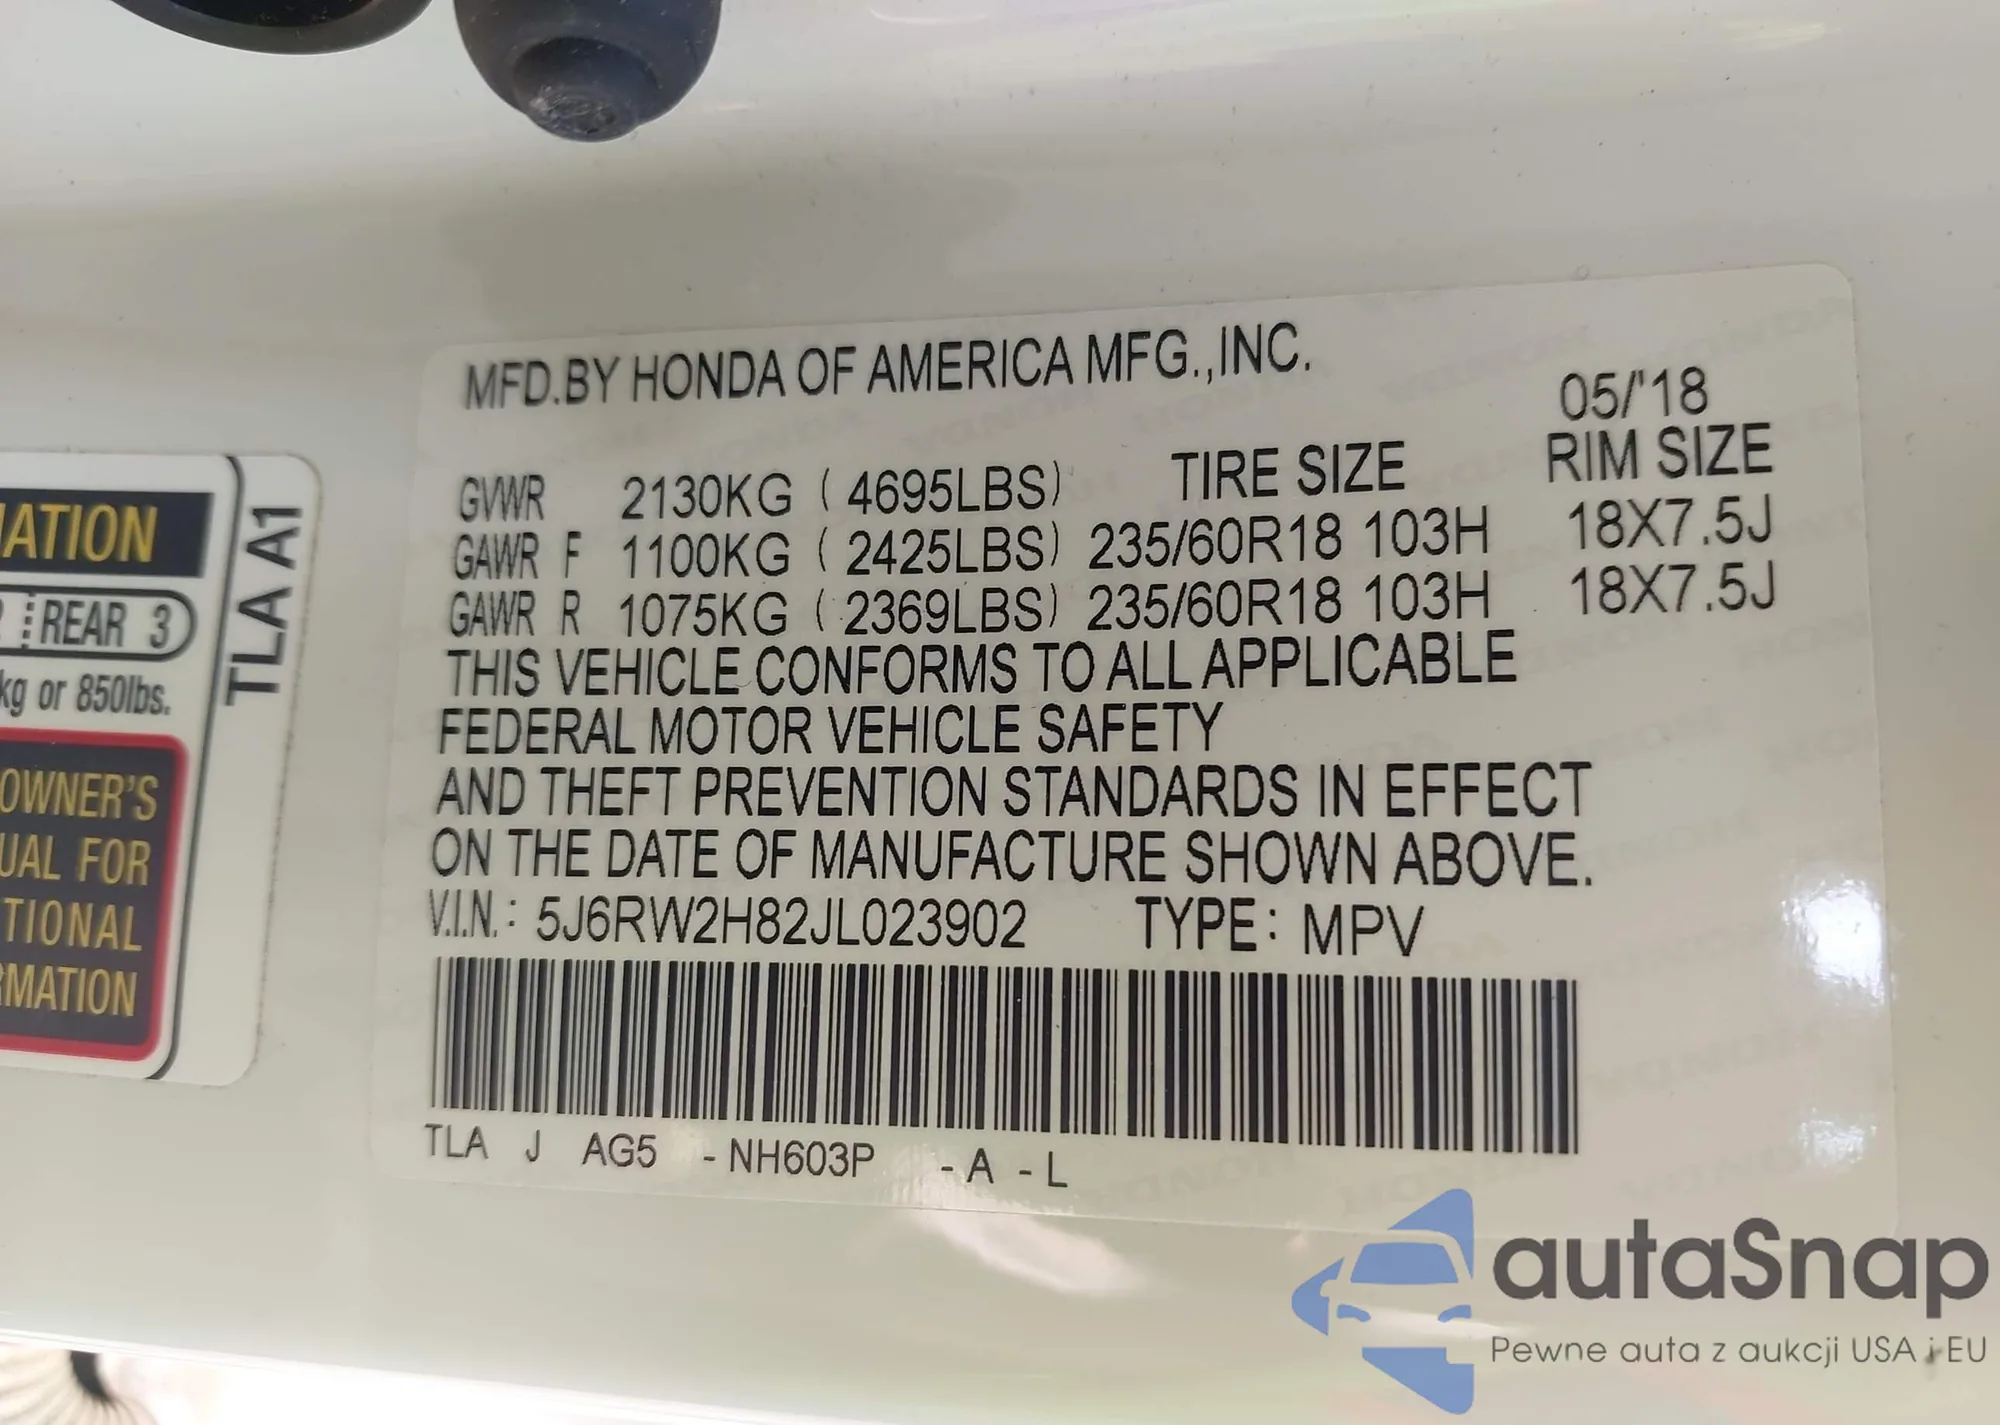 MFD.BY HONDA OF AMERICA MFG.,INC.
05/'18
GVWR 2130KG (4695LBS) TIRE SIZE RIM SIZE
GAWR F 1100KG (2425LBS) 235/60R18 103H 18X7.5J
GAWR R 1075KG (2369LBS) 235/60R18 103H 18X7.5J
THIS VEHICLE CONFORMS TO ALL APPLICABLE
FEDERAL MOTOR VEHICLE SAFETY
AND THEFT PREVENTION STANDARDS IN EFFECT
ON THE DATE OF MANUFACTURE SHOWN ABOVE.
V.I.N.: 5J6RW2H82JL023902 TYPE: MPV
TLA J AG5 -NH603P -A -L
MATION
REAR 3
kg or 850lbs.
OWNER'S
UAL FOR
TIONAL
RMATION
TLA A1
autaSnap
Pewne auta z aukcji USA i EU